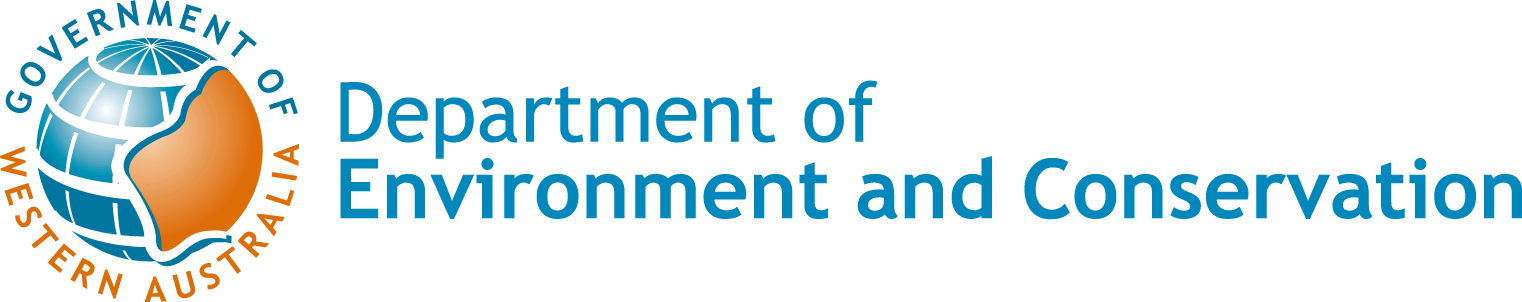 GOVERNMENT OF
WESTERN AUSTRALIA
Department of
Environment and Conservation